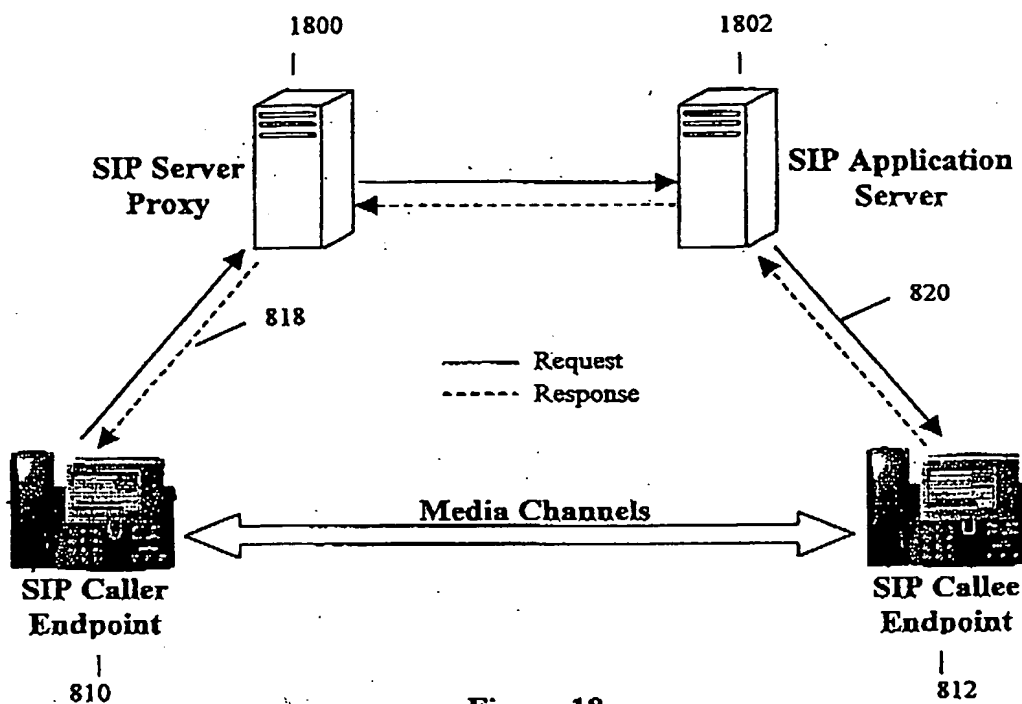 1800
1802
SIP Server
Proxy
SIP Application
Server
818
820
Request
Response
Media Channels
SIP Caller
Endpoint
SIP Callee
Endpoint
810
812